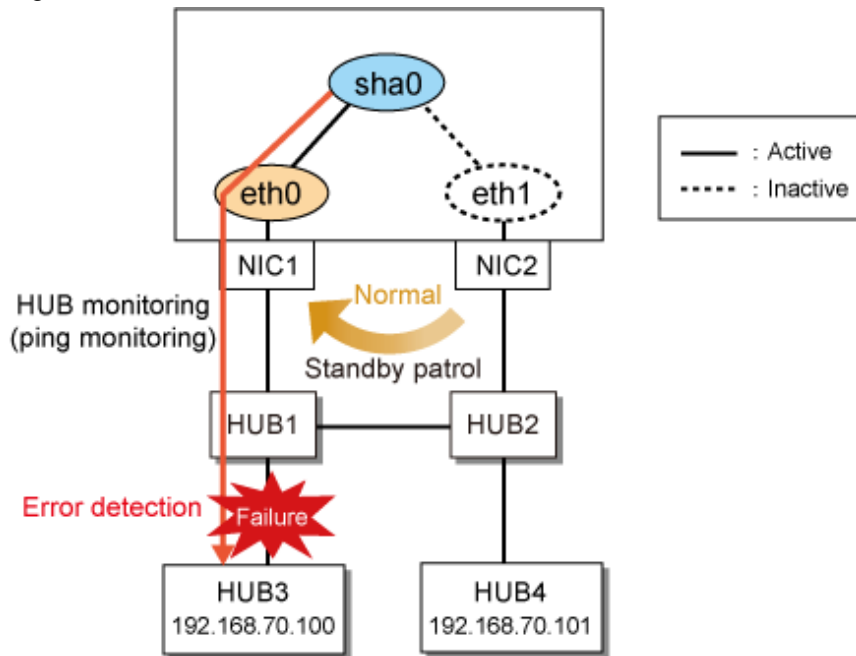 sha0
: Active
: Inactive
eth0
eth1
NIC1
NIC2
HUB monitoring
(ping monitoring)
Normal
Standby patrol
HUB1
HUB2
Error detection
Failure
HUB3
192.168.70.100
HUB4
192.168.70.101